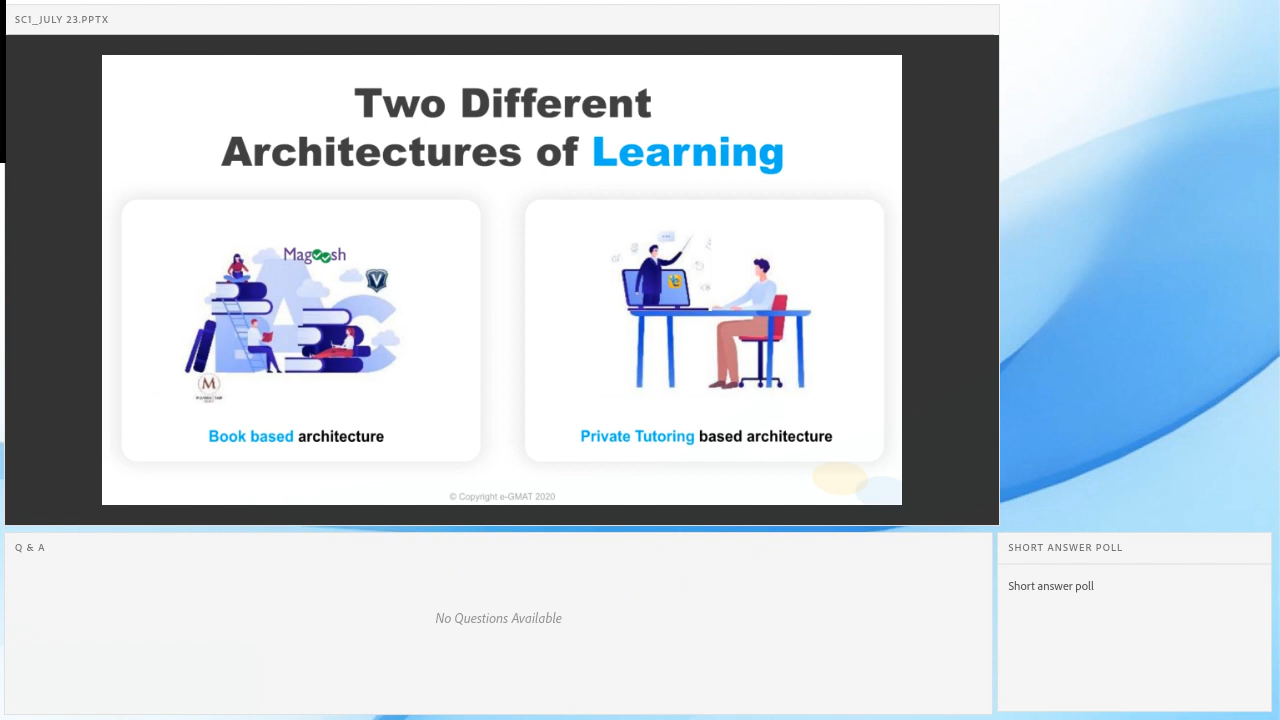 SC1_JULY 23.PPTX
Two Different
Architectures of Learning
Magoosh
V
M
Book based architecture
Private Tutoring based architecture
© Copyright e-GMAT 2020
Q & A
No Questions Available
SHORT ANSWER POLL
Short answer poll